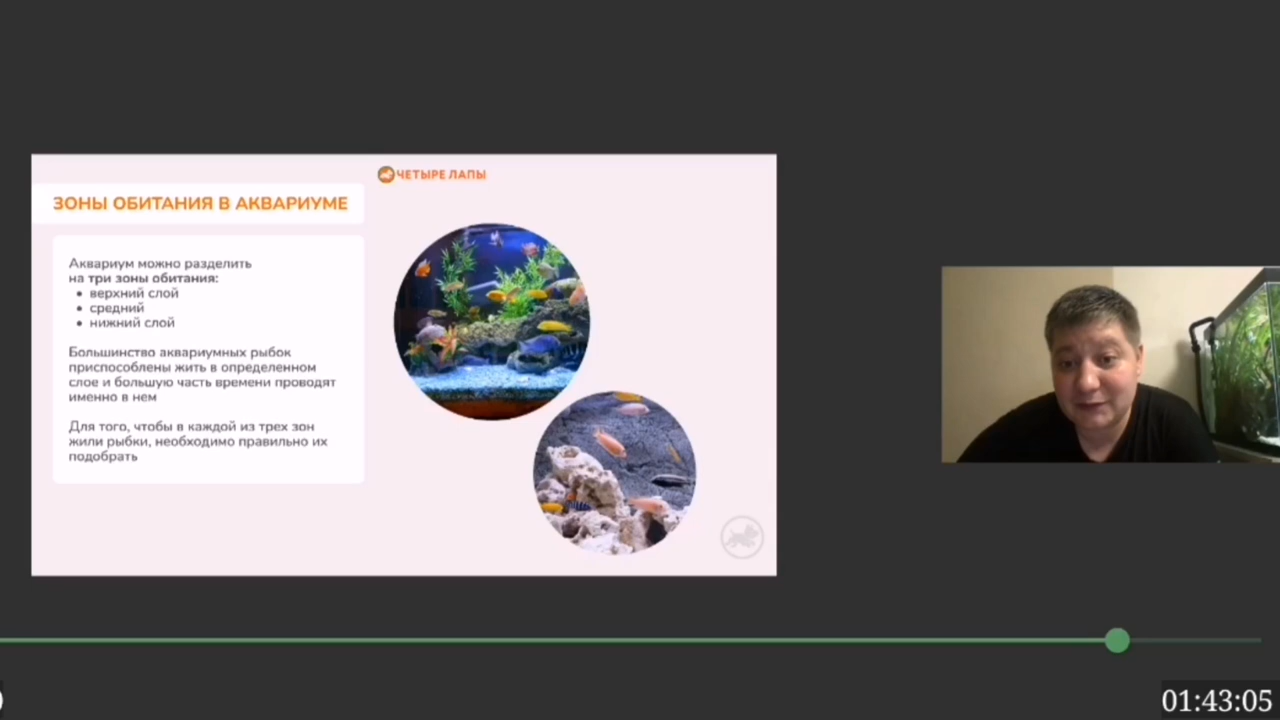 ЧЕТЫРЕ ЛАПЫ
ЗОНЫ ОБИТАНИЯ В АКВАРИУМЕ
Аквариум можно разделить
на три зоны обитания:
• верхний слой
• средний
• нижний слой
Большинство аквариумных рыбок
приспособлены жить в определенном
слое и большую часть времени проводят
именно в нем
Для того, чтобы в каждой из трех зон
жили рыбки, необходимо правильно их
подобрать
01:43:05